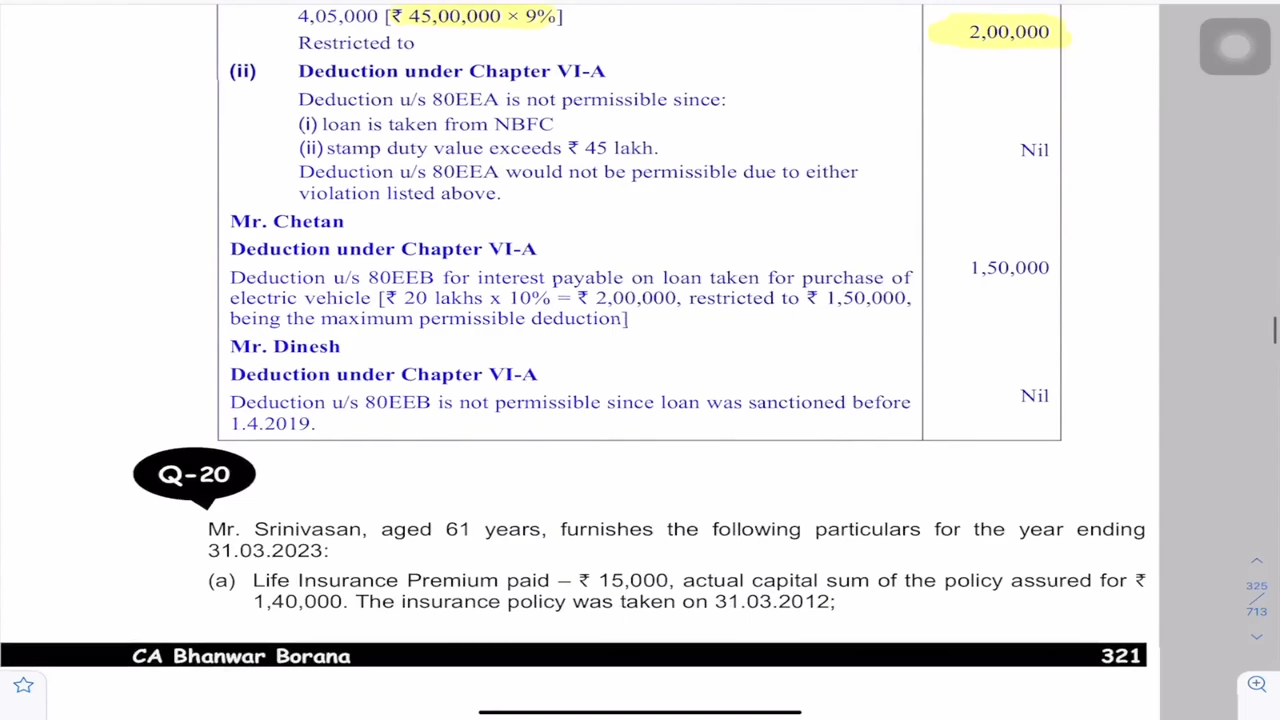 4,05,000 [₹ 45,00,000 × 9%]
Restricted to
2,00,000
(ii) Deduction under Chapter VI-A
Deduction u/s 80EEA is not permissible since:
(i) loan is taken from NBFC
(ii) stamp duty value exceeds ₹ 45 lakh.
Nil
Deduction u/s 80EEA would not be permissible due to either
violation listed above.
Mr. Chetan
Deduction under Chapter VI-A
Deduction u/s 80EEB for interest payable on loan taken for purchase of
1,50,000
electric vehicle [₹ 20 lakhs x 10% = ₹ 2,00,000, restricted to ₹ 1,50,000,
being the maximum permissible deduction]
Mr. Dinesh
Deduction under Chapter VI-A
Deduction u/s 80EEB is not permissible since loan was sanctioned before
Nil
1.4.2019.
Q-20
Mr. Srinivasan, aged 61 years, furnishes the following particulars for the year ending
31.03.2023:
(a) Life Insurance Premium paid – ₹ 15,000, actual capital sum of the policy assured for ₹
1,40,000. The insurance policy was taken on 31.03.2012;
325
713
CA Bhanwar Borana 321